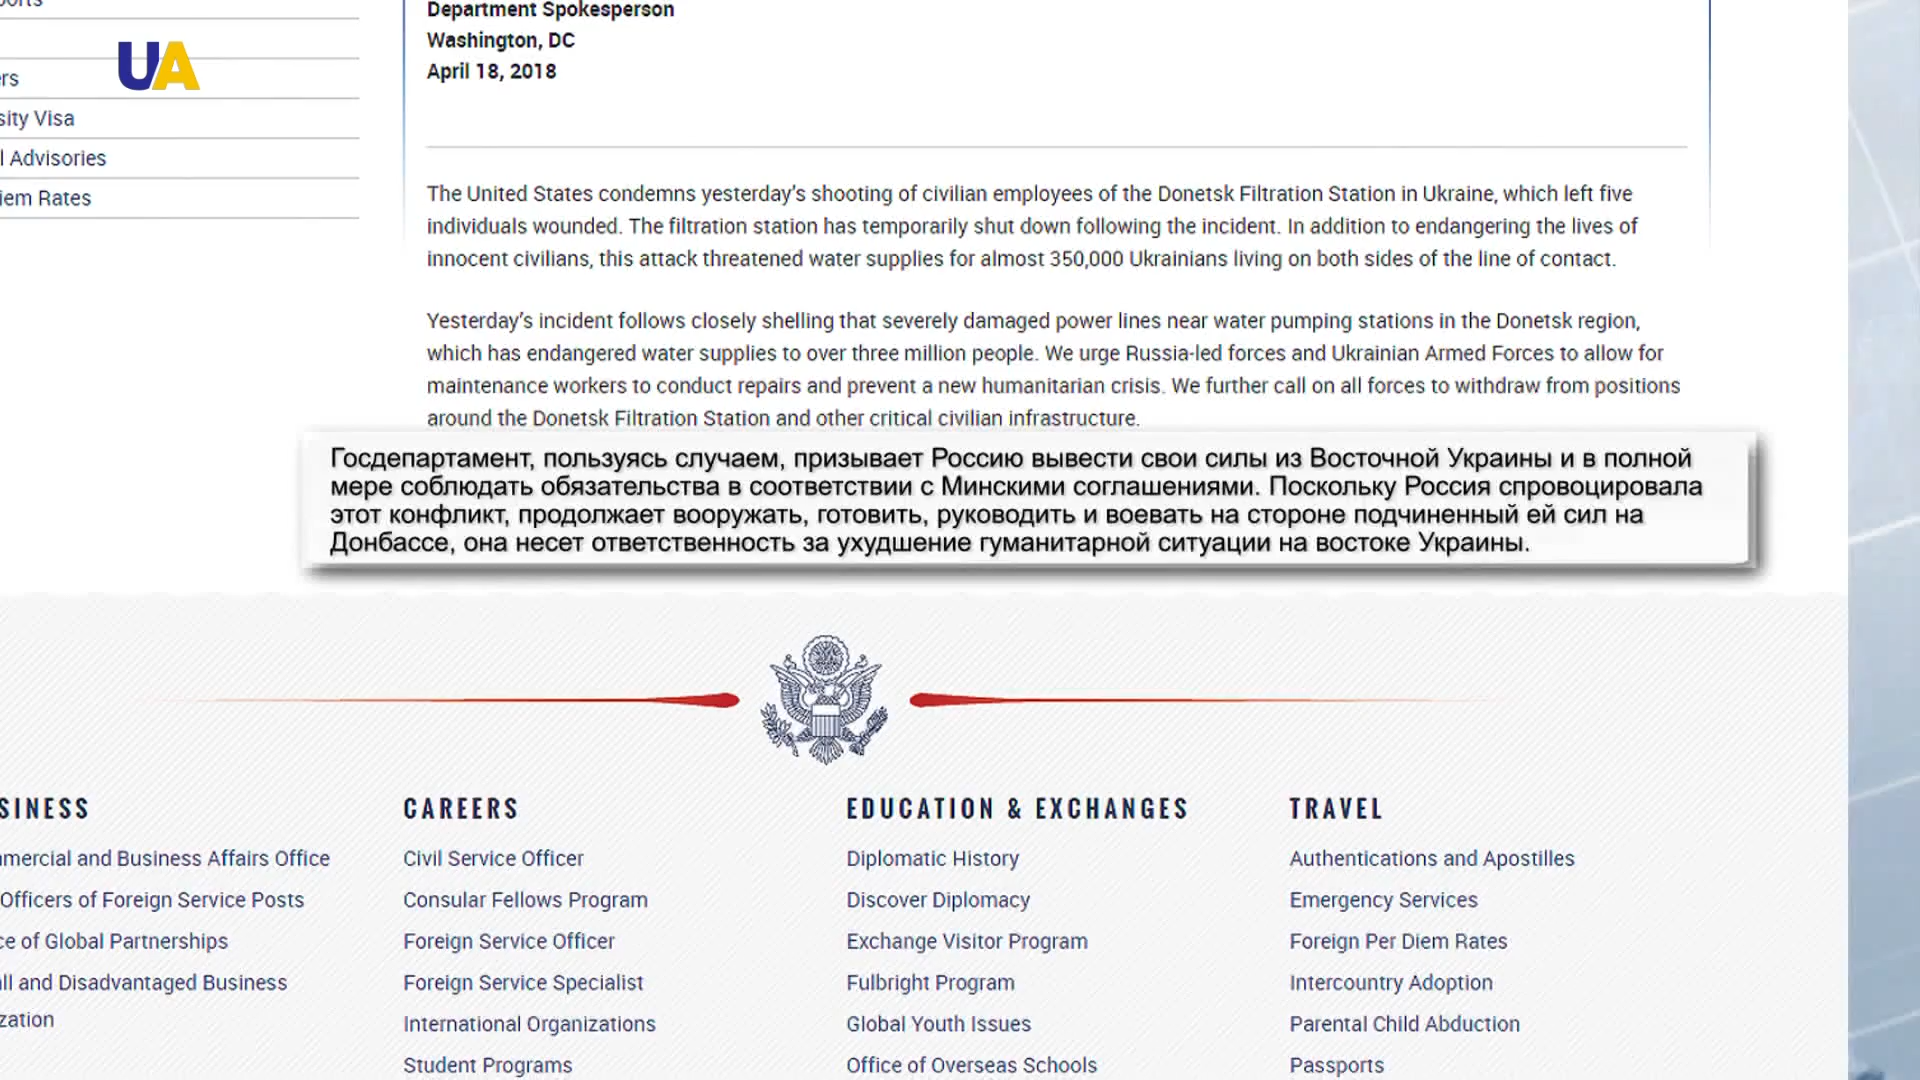 Department Spokesperson
Washington, DC
April 18, 2018
UA
ers
sity Visa
l Advisories
iem Rates
The United States condemns yesterday's shooting of civilian employees of the Donetsk Filtration Station in Ukraine, which left five
individuals wounded. The filtration station has temporarily shut down following the incident. In addition to endangering the lives of
innocent civilians, this attack threatened water supplies for almost 350,000 Ukrainians living on both sides of the line of contact.
Yesterday's incident follows closely shelling that severely damaged power lines near water pumping stations in the Donetsk region,
which has endangered water supplies to over three million people. We urge Russia-led forces and Ukrainian Armed Forces to allow for
maintenance workers to conduct repairs and prevent a new humanitarian crisis. We further call on all forces to withdraw from positions
around the Donetsk Filtration Station and other critical civilian infrastructure.
Госдепартамент, пользуясь случаем, призывает Россию вывести свои силы из Восточной Украины и в полной
мере соблюдать обязательства в соответствии с Минскими соглашениями. Поскольку Россия спровоцировала
этот конфликт, продолжает вооружать, готовить, руководить и воевать на стороне подчиненный ей сил на
Донбассе, она несет ответственность за ухудшение гуманитарной ситуации на востоке Украины.
SINESS
mmercial and Business Affairs Office
Officers of Foreign Service Posts
ce of Global Partnerships
ll and Disadvantaged Business
zation
CAREERS
Civil Service Officer
Consular Fellows Program
Foreign Service Officer
Foreign Service Specialist
International Organizations
Student Programs
EDUCATION & EXCHANGES
Diplomatic History
Discover Diplomacy
Exchange Visitor Program
Fulbright Program
Global Youth Issues
Office of Overseas Schools
TRAVEL
Authentications and Apostilles
Emergency Services
Foreign Per Diem Rates
Intercountry Adoption
Parental Child Abduction
Passports